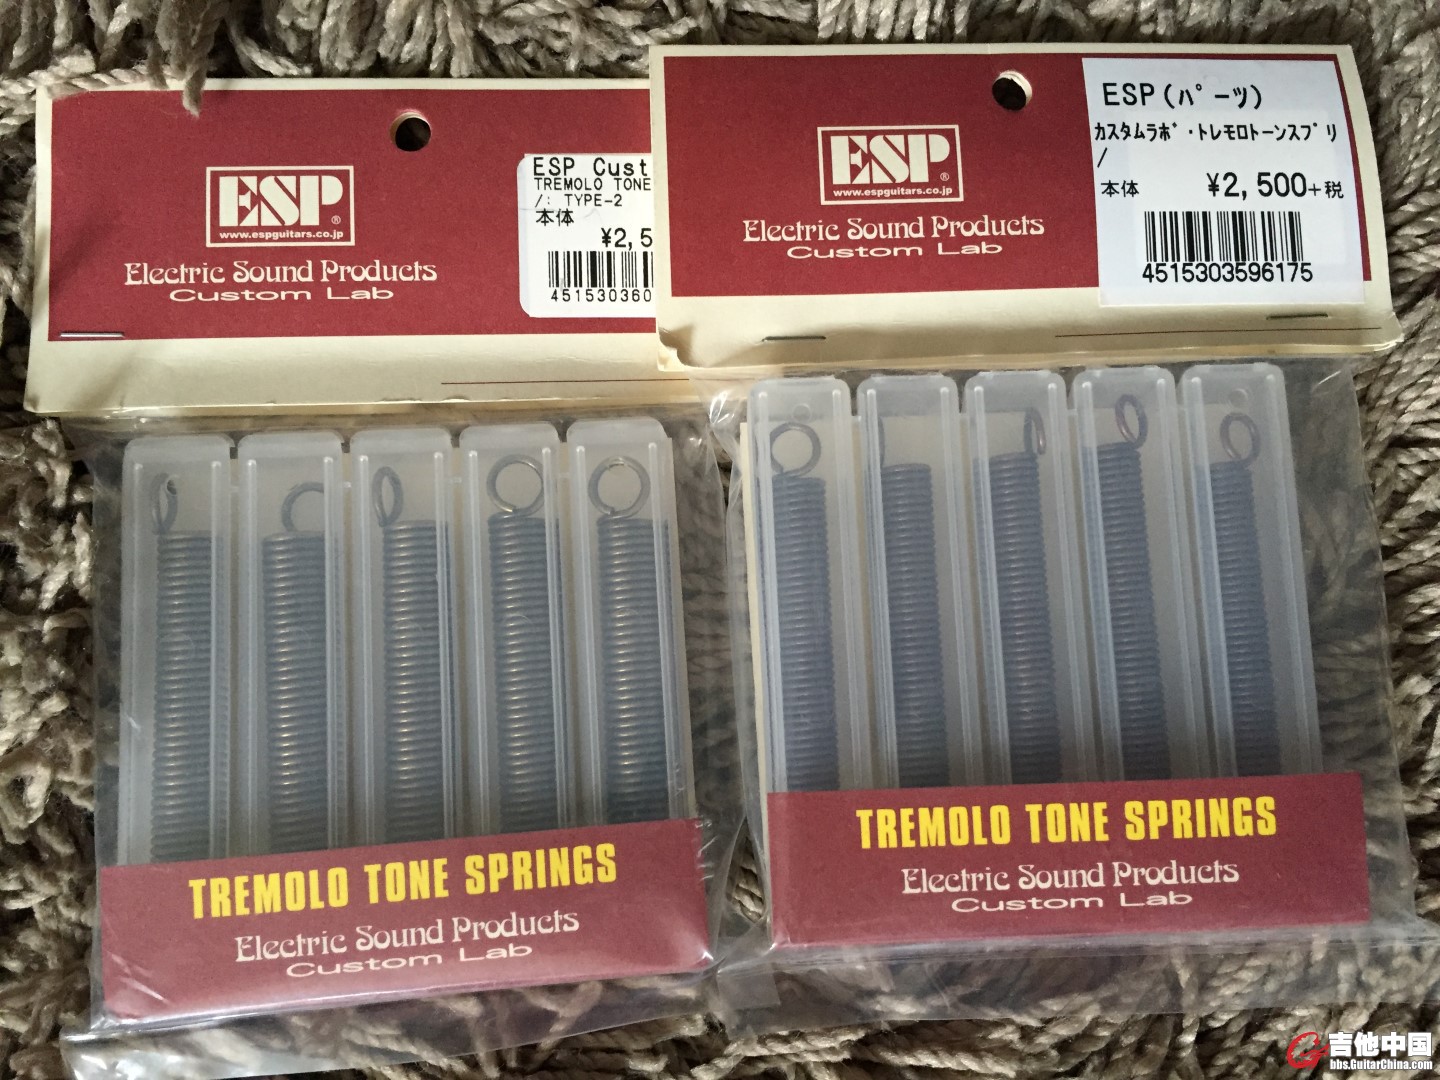 ESP
®
www.espguitars.co.jp
Electric Sound Products
Custom Lab
ESP Cust
TREMOLO TONE
/: TYPE-2
本体
¥2,5
451530360
TREMOLO TONE SPRINGS
Electric Sound Products
Custom Lab
ESP
®
www.espguitars.co.jp
Electric Sound Products
Custom Lab
ESP(パーツ)
カスタムラボ・トレモロトーンスプリ
/
本体 ¥2,500+税
4515303596175
TREMOLO TONE SPRINGS
Electric Sound Products
Custom Lab
吉他中国
bbs.GuitarChina.com